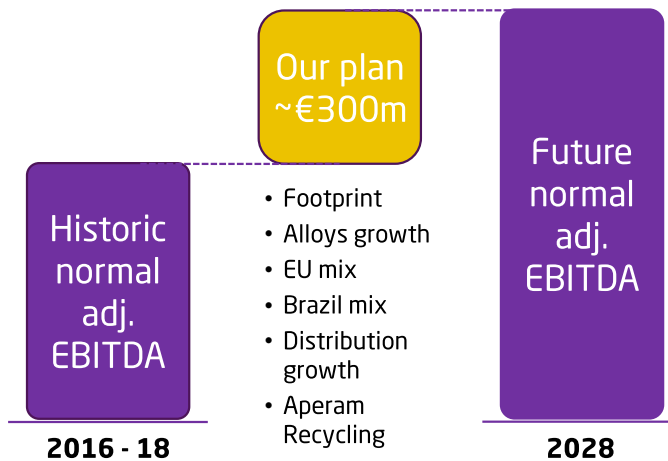 Our plan
~€300m
Historic
normal
adj.
EBITDA
• Footprint
• Alloys growth
• EU mix
• Brazil mix
• Distribution
growth
• Aperam
Recycling
Future
normal
adj.
EBITDA
2016 - 18
2028